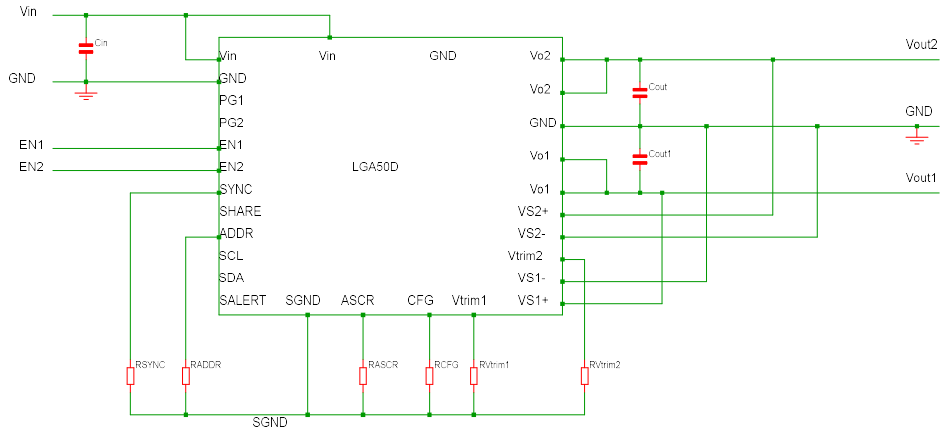 Vin
Cin
GND
EN1
EN2
Vin
Vin
GND
Vo2
GND
Vo2
PG1
PG2
GND
EN1
Vo1
EN2
LGA50D
SYNC
Vo1
SHARE
VS2+
ADDR
VS2-
SCL
Vtrim2
SDA
VS1-
SALERT
SGND
ASCR
CFG
Vtrim1
VS1+
Vout2
Cout
GND
Cout1
Vout1
RSYNC
RADDR
RASCR
RCFG
RVtrim1
RVtrim2
SGND